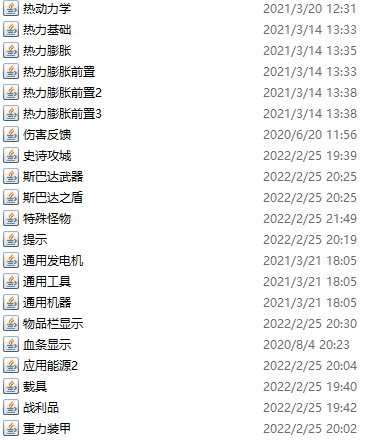 热动力学 2021/3/20 12:31
热力基础 2021/3/14 13:33
热力膨胀 2021/3/14 13:35
热力膨胀前置 2021/3/14 13:33
热力膨胀前置2 2021/3/14 13:38
热力膨胀前置3 2021/3/14 13:38
伤害反馈 2020/6/20 11:56
史诗攻城 2022/2/25 19:39
斯巴达武器 2022/2/25 20:25
斯巴达之盾 2022/2/25 20:25
特殊怪物 2022/2/25 21:49
提示 2022/2/25 20:19
通用发电机 2021/3/21 18:05
通用工具 2021/3/21 18:05
通用机器 2021/3/21 18:05
物品栏显示 2022/2/25 20:30
血条显示 2020/8/4 20:23
应用能源2 2022/2/25 20:04
载具 2022/2/25 19:40
战利品 2022/2/25 19:42
重力装甲 2022/2/25 20:02